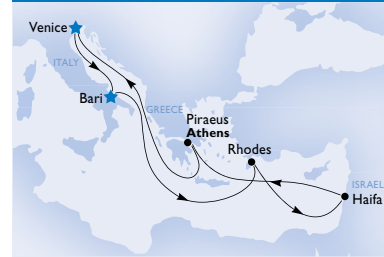 Venice
ITALY
Bari
GREECE
Piraeus
Athens
Rhodes
ISRAEL
Haifa